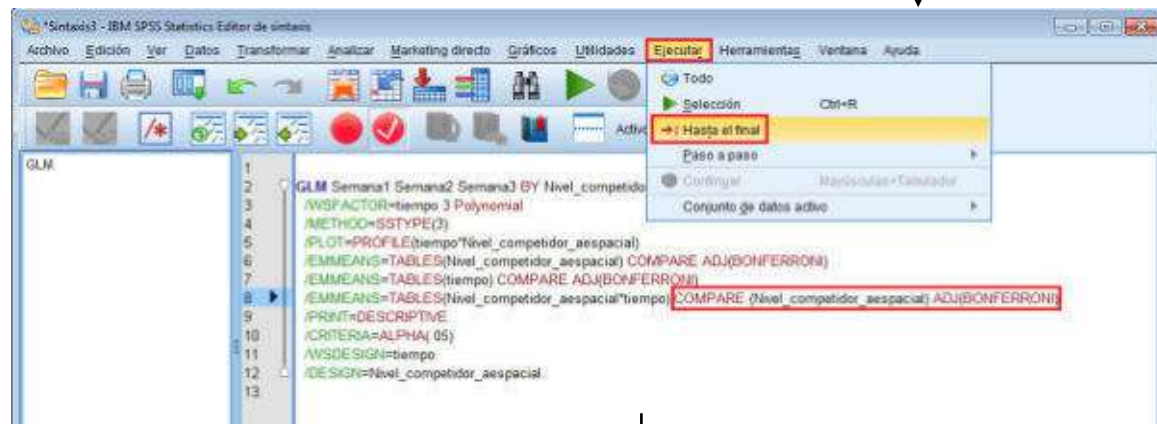 *Sintaxis3 - IBM SPSS Statistics Editor de sintaxis
Archivo Edición Ver Datos Transformar Analizar Marketing directo Gráficos Utilidades Ejecutar Herramientas Ventana Ayuda
Todo
Selección Ctrl+R
Activo
Hasta el final
Paso a paso
Continuar Mayúsculas+Tabulador
Conjunto de datos activo
GLM
1
2 GLM Semana1 Semana2 Semana3 BY Nivel_competido
3 /WSFACTOR=tiempo 3 Polynomial
4 /METHOD=SSTYPE(3)
5 /PLOT=PROFILE(tiempo*Nivel_competidor_aespacial)
6 /EMMEANS=TABLES(Nivel_competidor_aespacial) COMPARE ADJ(BONFERRONI)
7 /EMMEANS=TABLES(tiempo) COMPARE ADJ(BONFERRONI)
8 /EMMEANS=TABLES(Nivel_competidor_aespacial*tiempo) COMPARE (Nivel_competidor_aespacial) ADJ(BONFERRONI)
9 /PRINT=DESCRIPTIVE
10 /CRITERIA=ALPHA(.05)
11 /WSDESIGN=tiempo
12 /DESIGN=Nivel_competidor_aespacial.
13